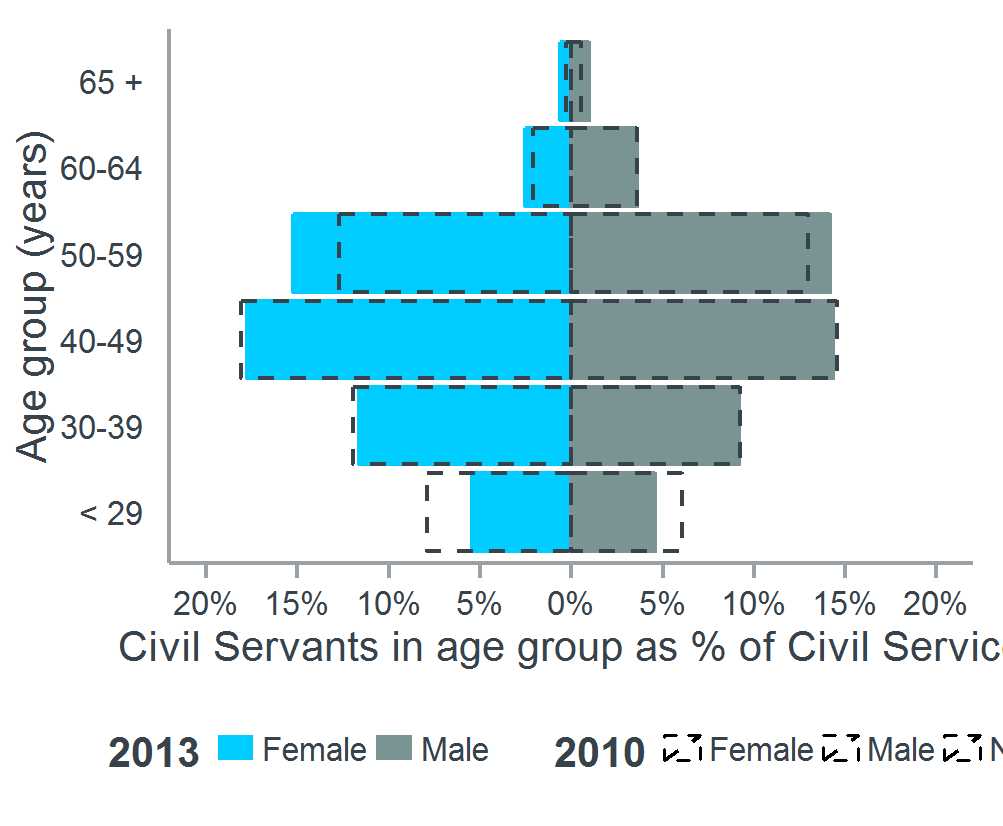 65 +
60-64
50-59
40-49
30-39
< 29
Age group (years)
20% 15% 10% 5% 0% 5% 10% 15% 20%
Civil Servants in age group as % of Civil Service
2013 Female Male 2010 Female Male